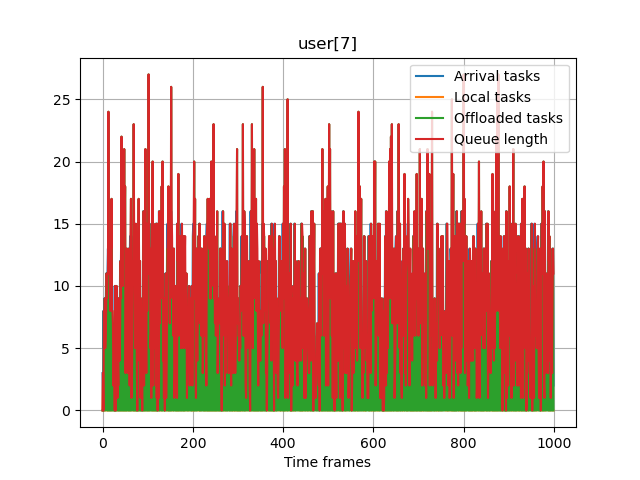 user[7]
Arrival tasks
Local tasks
Offloaded tasks
Queue length
25
20
15
10
5
0
0 200 400 600 800 1000
Time frames